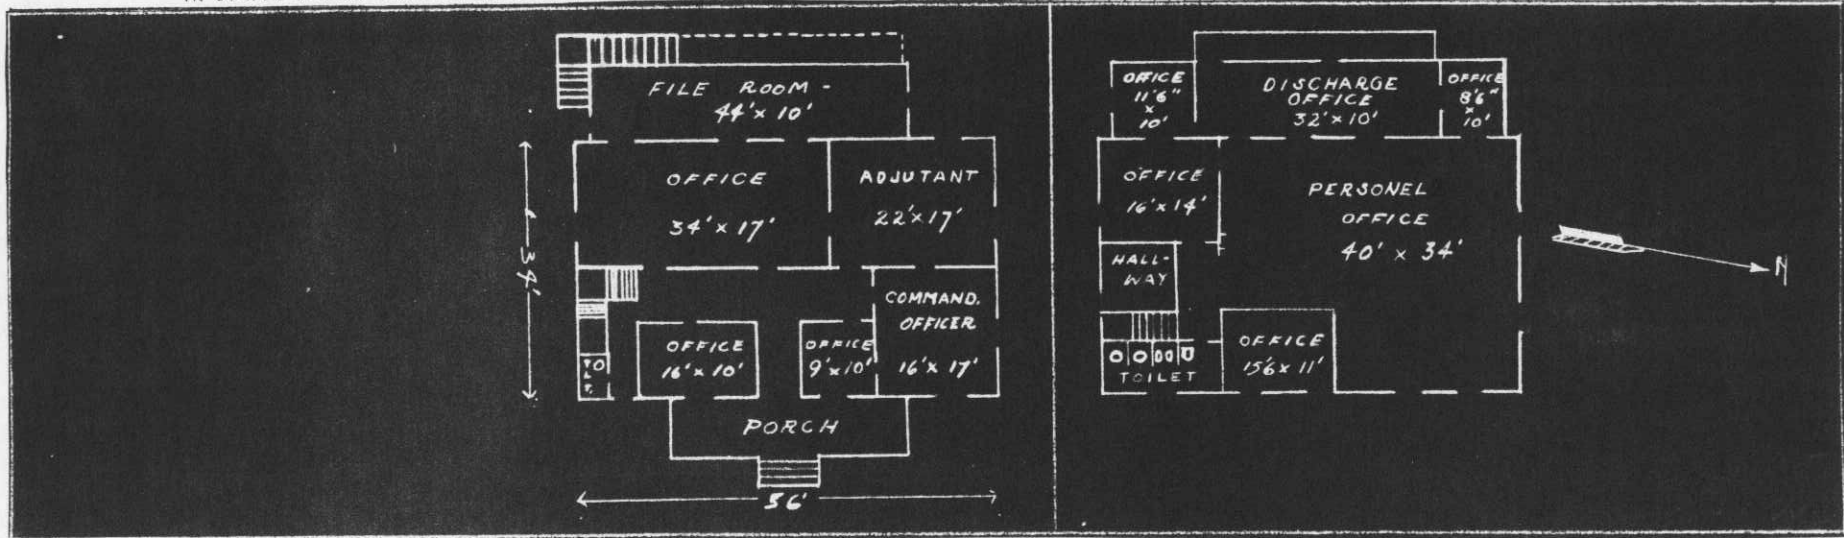 FILE ROOM -
44' x 10'
OFFICE
34' x 17'
ADJUTANT
22' x 17'
34'
COMMAND.
OFFICER
16' x 17'
OFFICE
16' x 10'
OFFICE
9' x 10'
TOLT.
PORCH
56'
OFFICE
11'6"
x
10'
DISCHARGE
OFFICE
32' x 10'
OFFICE
8'6"
x
10'
OFFICE
16' x 14'
PERSONEL
OFFICE
40' x 34'
HALL-
WAY
OFFICE
15'6 x 11'
TOILET
N